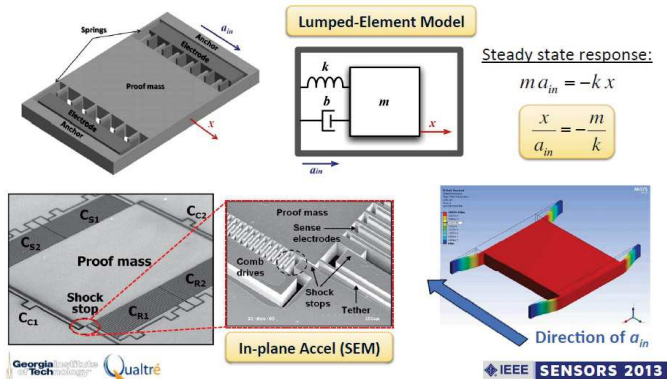 Lumped-Element Model
Springs
a_in
Anchor
Electrode
Proof mass
Electrode
Anchor
x
k
b
m
x
a_in
Steady state response:
m a_in = -k x
x / a_in = - m / k
C_S1
C_C2
C_S2
Proof mass
C_R2
Shock
stop
C_C1
C_R1
Proof mass
Sense
electrodes
Comb
drives
Shock
stops
Tether
In-plane Accel (SEM)
Direction of a_in
Georgia Institute
of Technology
Qualtré
IEEE SENSORS 2013